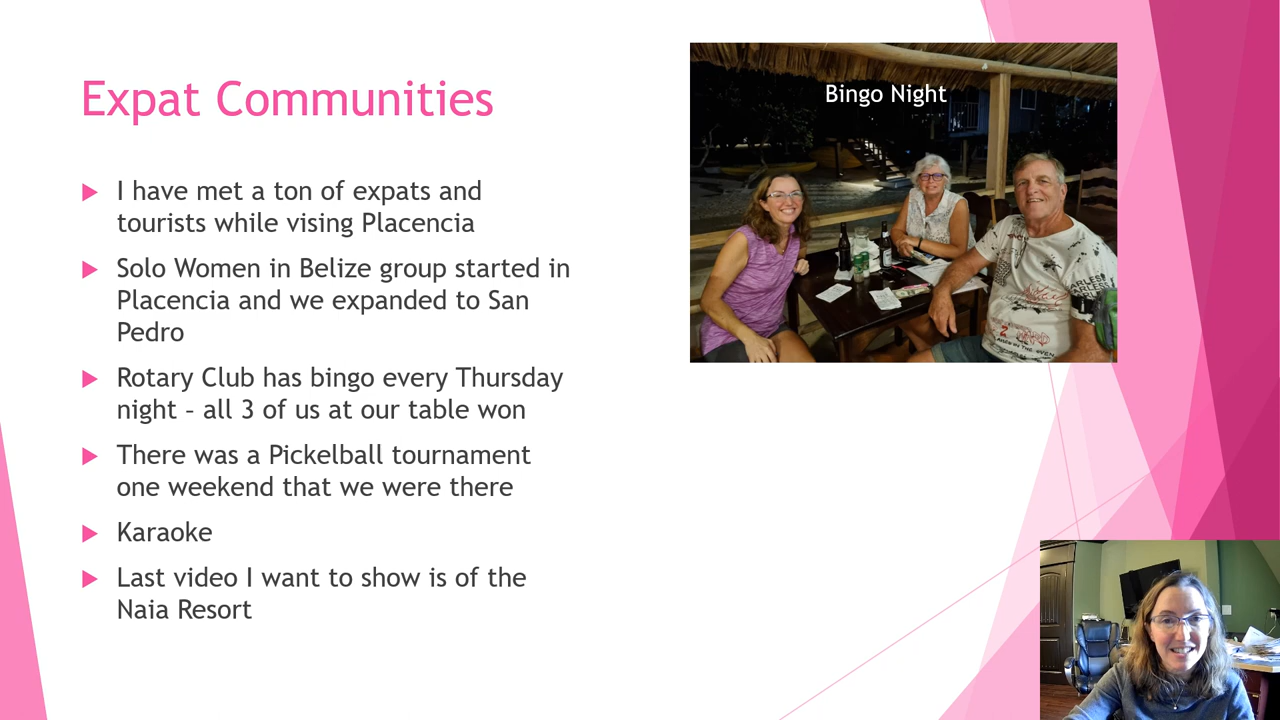 Expat Communities
I have met a ton of expats and
tourists while vising Placencia
Solo Women in Belize group started in
Placencia and we expanded to San
Pedro
Rotary Club has bingo every Thursday
night – all 3 of us at our table won
There was a Pickelball tournament
one weekend that we were there
Karaoke
Last video I want to show is of the
Naia Resort
Bingo Night